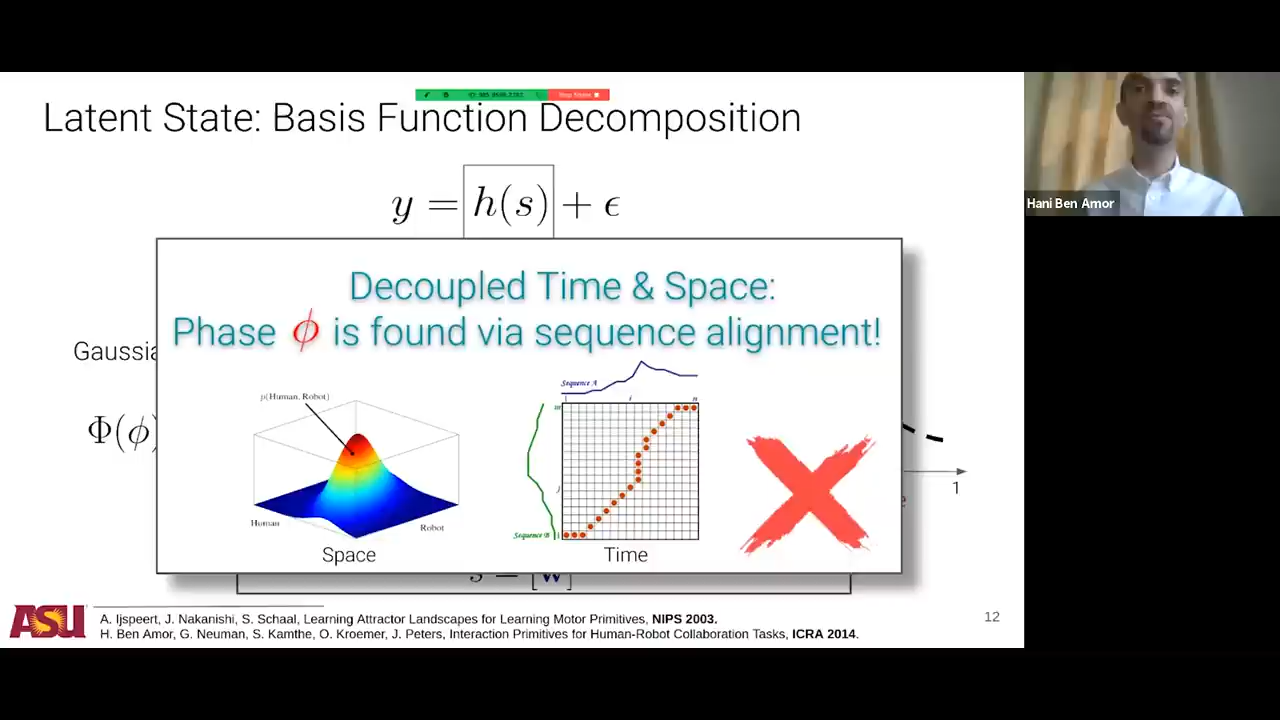 Latent State: Basis Function Decomposition
y = h(s) + ϵ
Decoupled Time & Space:
Phase ϕ is found via sequence alignment!
Gaussia
Φ(ϕ)
p(Human, Robot)
Human
Robot
Space
Sequence A
i
n
m
j
Sequence B
1
Time
1
e
s = [w]
ASU
A. Ijspeert, J. Nakanishi, S. Schaal, Learning Attractor Landscapes for Learning Motor Primitives, NIPS 2003.
H. Ben Amor, G. Neuman, S. Kamthe, O. Kroemer, J. Peters, Interaction Primitives for Human-Robot Collaboration Tasks, ICRA 2014.
12
Hani Ben Amor